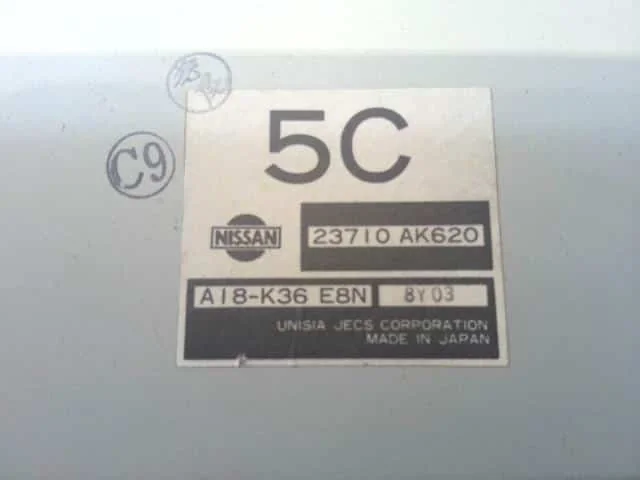 5C
C9
NISSAN
23710 AK620
A18-K36 E8N 8Y03
UNISIA JECS CORPORATION
MADE IN JAPAN